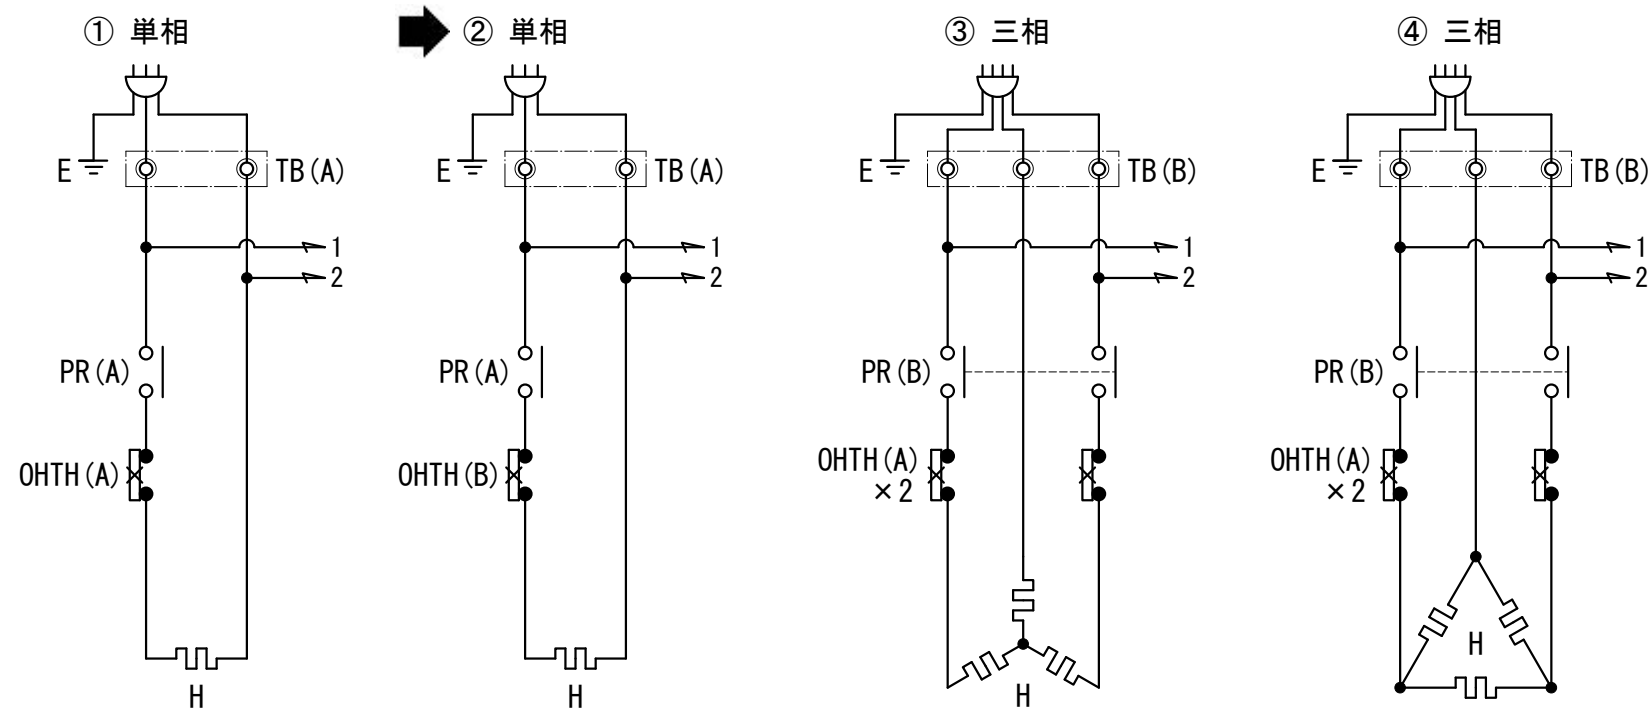 ① 単相
② 単相
③ 三相
④ 三相
E
TB(A)
E
TB(A)
E
TB(B)
E
TB(B)
1
2
1
2
1
2
1
2
PR(A)
PR(A)
PR(B)
PR(B)
OHTH(A)
OHTH(B)
OHTH(A)
×2
OHTH(A)
×2
H
H
H
H